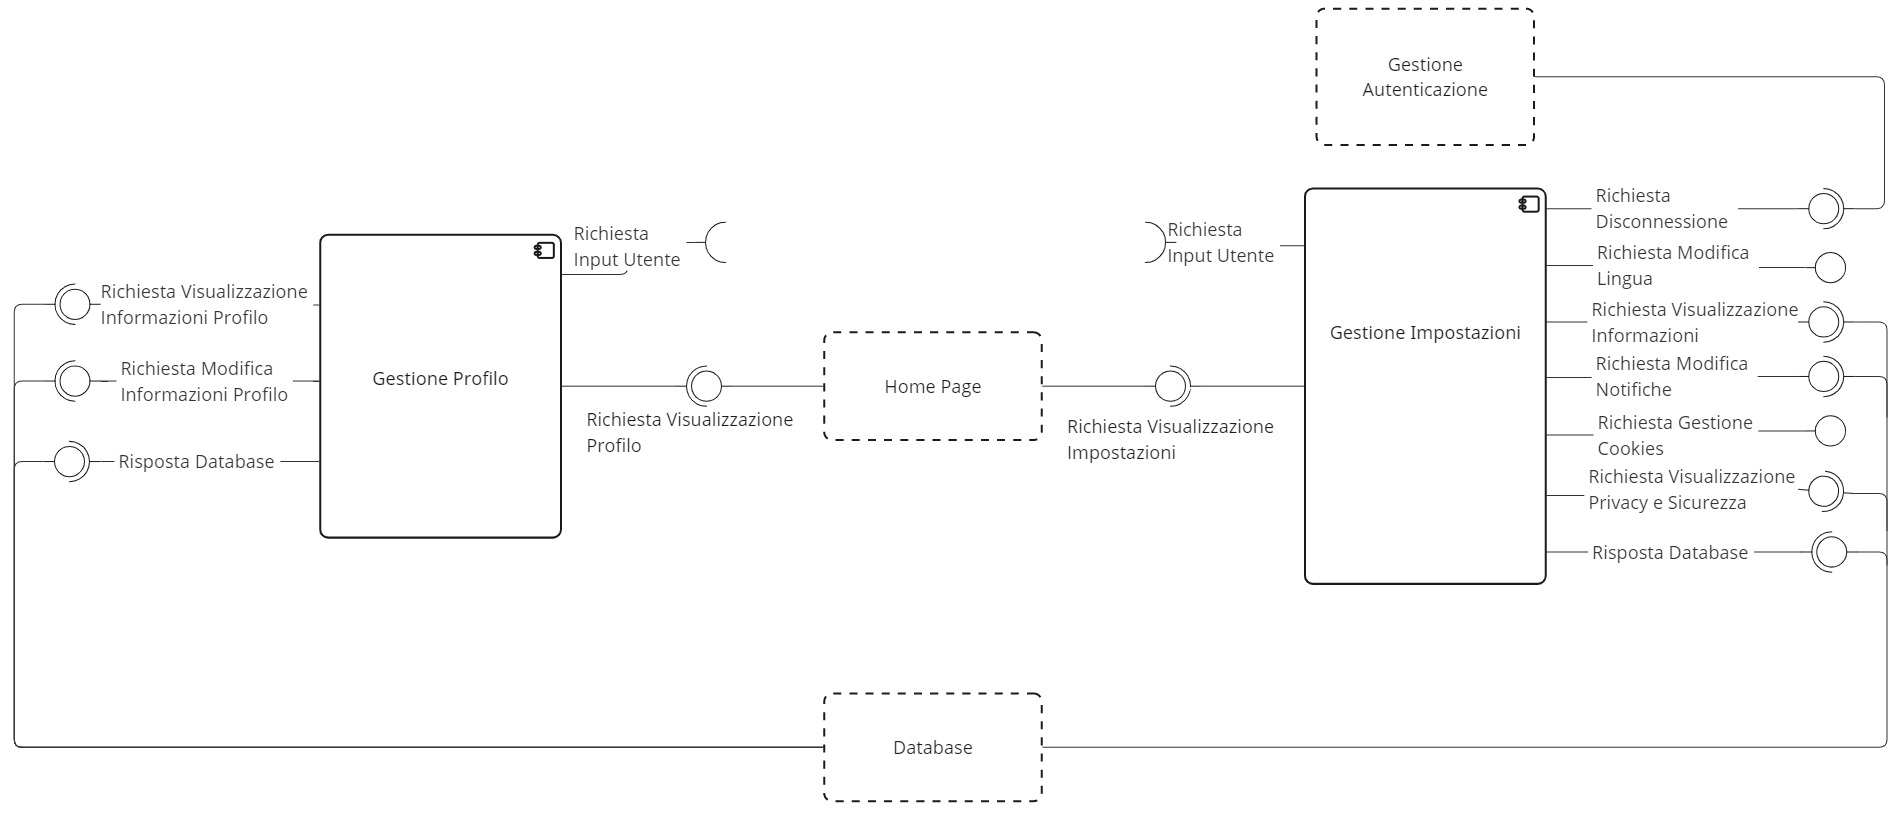 Gestione
Autenticazione
Richiesta
Disconnessione
Richiesta
Input Utente
Richiesta
Input Utente
Richiesta Modifica
Lingua
Richiesta Visualizzazione
Informazioni Profilo
Richiesta Visualizzazione
Informazioni
Gestione Impostazioni
Richiesta Modifica
Informazioni Profilo
Gestione Profilo
Home Page
Richiesta Modifica
Notifiche
Richiesta Visualizzazione
Profilo
Richiesta Visualizzazione
Impostazioni
Richiesta Gestione
Cookies
Risposta Database
Richiesta Visualizzazione
Privacy e Sicurezza
Risposta Database
Database